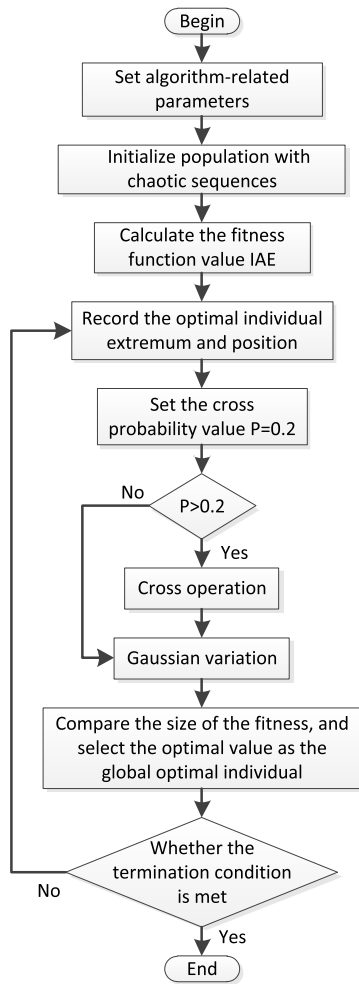 Begin
Set algorithm-related
parameters
Initialize population with
chaotic sequences
Calculate the fitness
function value IAE
Record the optimal individual
extremum and position
Set the cross
probability value P=0.2
No
P>0.2
Yes
Cross operation
Gaussian variation
Compare the size of the fitness, and
select the optimal value as the
global optimal individual
Whether the
termination condition
is met
No
Yes
End